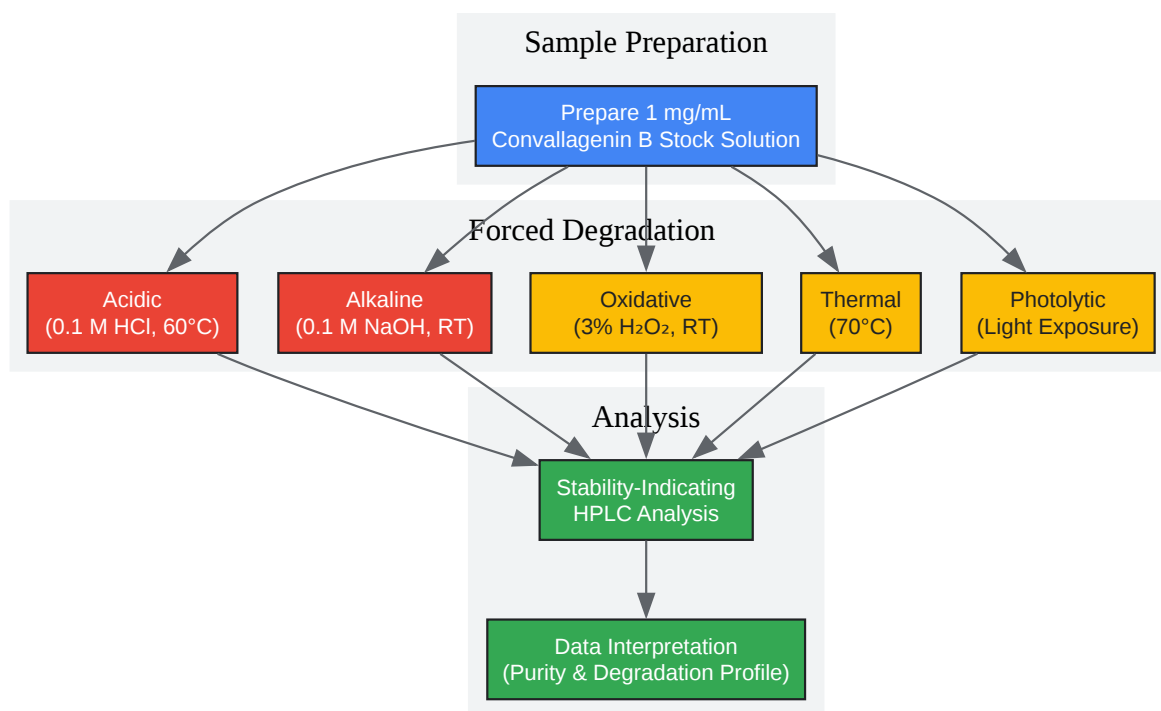 Sample Preparation
Prepare 1 mg/mL
Convallagenin B Stock Solution
Forced Degradation
Acidic
(0.1 M HCl, 60°C)
Alkaline
(0.1 M NaOH, RT)
Oxidative
(3% H₂O₂, RT)
Thermal
(70°C)
Photolytic
(Light Exposure)
Analysis
Stability-Indicating
HPLC Analysis
Data Interpretation
(Purity & Degradation Profile)